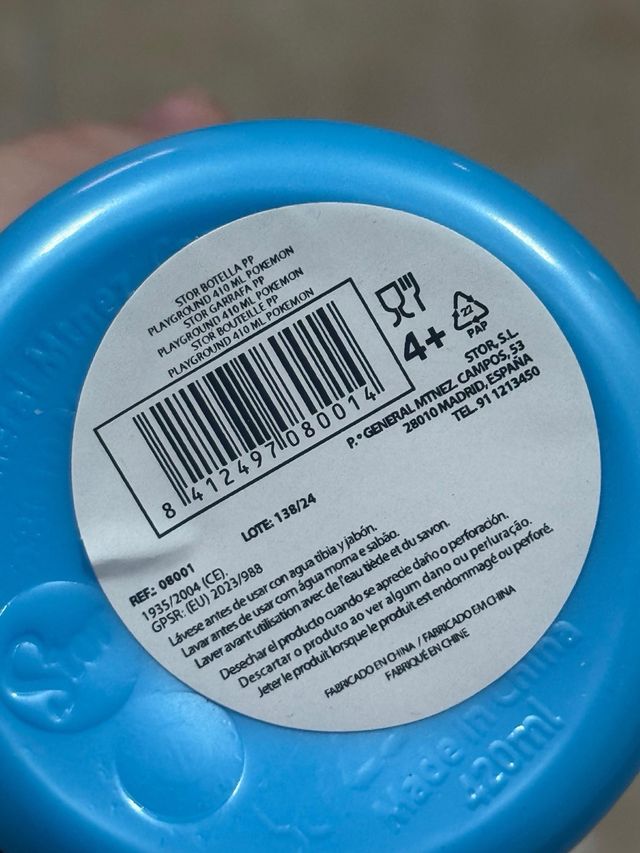 STOR BOTELLA PP
PLAYGROUND 410 ML POKEMON
STOR GARRAFA PP
PLAYGROUND 410 ML POKEMON
STOR BOUTEILLE PP
PLAYGROUND 410 ML POKEMON
8 412497 080014
4+
21
PAP
STOR, S.L
P.º GENERAL MTNEZ. CAMPOS, 53
28010 MADRID, ESPAÑA
TEL. 91 1213450
LOTE: 138/24
REF.: 08001
1935/2004 (CE).
GPSR: (EU) 2023/988
Lávese antes de usar con agua tibia y jabón.
Lavar antes de usar com água morna e sabão.
Laver avant utilisation avec de l'eau tiède et du savon.
Desechar el producto cuando se aprecie daño o perforación.
Descartar o produto ao ver algum dano ou perluração.
Jeter le produit lorsque le produit est endommagé ou perforé.
FABRICADO EN CHINA / FABRICADO EM CHINA
FABRIQUÉ EN CHINE
Stor
Made in China
420ml